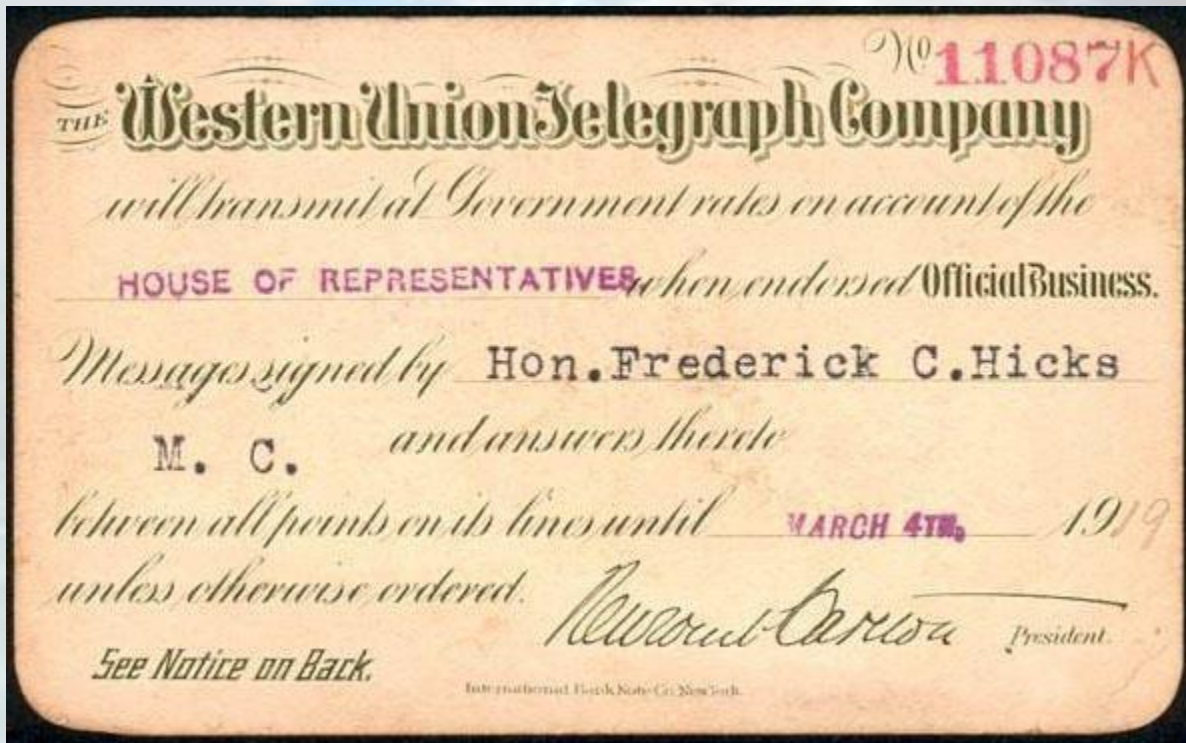 No 11087K
THE Western Union Telegraph Company
will transmit at Government rates on account of the
HOUSE OF REPRESENTATIVES when endorsed Official Business.
Messages signed by Hon.Frederick C.Hicks
M. C. and answers thereto
between all points on its lines until MARCH 4TH, 1919
unless otherwise ordered.
Newcomb Carlton President.
See Notice on Back.
International Bank Note Co. New York.